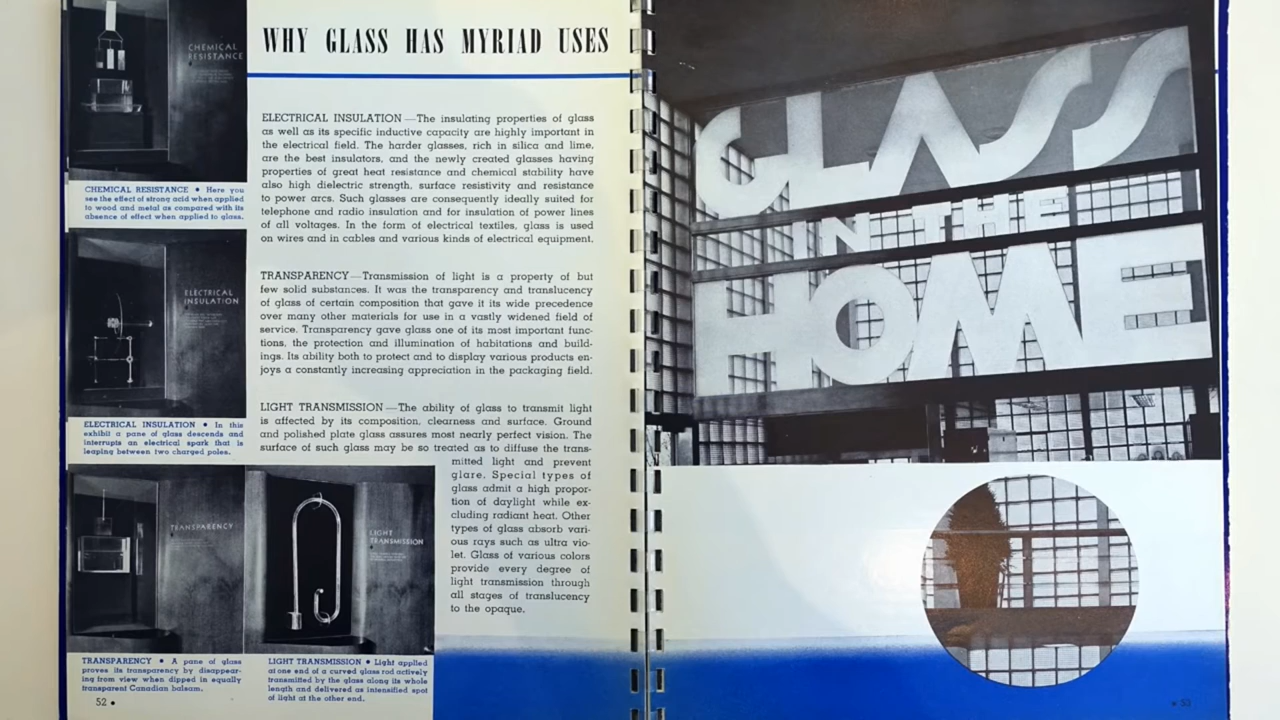 CHEMICAL
RESISTANCE
CHEMICAL RESISTANCE • Here you
see the effect of strong acid when applied
to wood and metal as compared with its
absence of effect when applied to glass.
ELECTRICAL
INSULATION
ELECTRICAL INSULATION • In this
exhibit a pane of glass descends and
interrupts an electrical spark that is
leaping between two charged poles.
TRANSPARENCY
TRANSPARENCY • A pane of glass
proves its transparency by disappear-
ing from view when dipped in equally
transparent Canadian balsam.
LIGHT
TRANSMISSION
LIGHT TRANSMISSION • Light applied
at one end of a curved glass rod actively
transmitted by the glass along its whole
length and delivered as intensified spot
of light at the other end.
52 •
WHY GLASS HAS MYRIAD USES
ELECTRICAL INSULATION—The insulating properties of glass
as well as its specific inductive capacity are highly important in
the electrical field. The harder glasses, rich in silica and lime,
are the best insulators, and the newly created glasses having
properties of great heat resistance and chemical stability have
also high dielectric strength, surface resistivity and resistance
to power arcs. Such glasses are consequently ideally suited for
telephone and radio insulation and for insulation of power lines
of all voltages. In the form of electrical textiles, glass is used
on wires and in cables and various kinds of electrical equipment.
TRANSPARENCY—Transmission of light is a property of but
few solid substances. It was the transparency and translucency
of glass of certain composition that gave it its wide precedence
over many other materials for use in a vastly widened field of
service. Transparency gave glass one of its most important func-
tions, the protection and illumination of habitations and build-
ings. Its ability both to protect and to display various products en-
joys a constantly increasing appreciation in the packaging field.
LIGHT TRANSMISSION—The ability of glass to transmit light
is affected by its composition, clearness and surface. Ground
and polished plate glass assures most nearly perfect vision. The
surface of such glass may be so treated as to diffuse the trans-
mitted light and prevent
glare. Special types of
glass admit a high propor-
tion of daylight while ex-
cluding radiant heat. Other
types of glass absorb vari-
ous rays such as ultra vio-
let. Glass of various colors
provide every degree of
light transmission through
all stages of translucency
to the opaque.
GLASS
IN THE
HOME
• 53